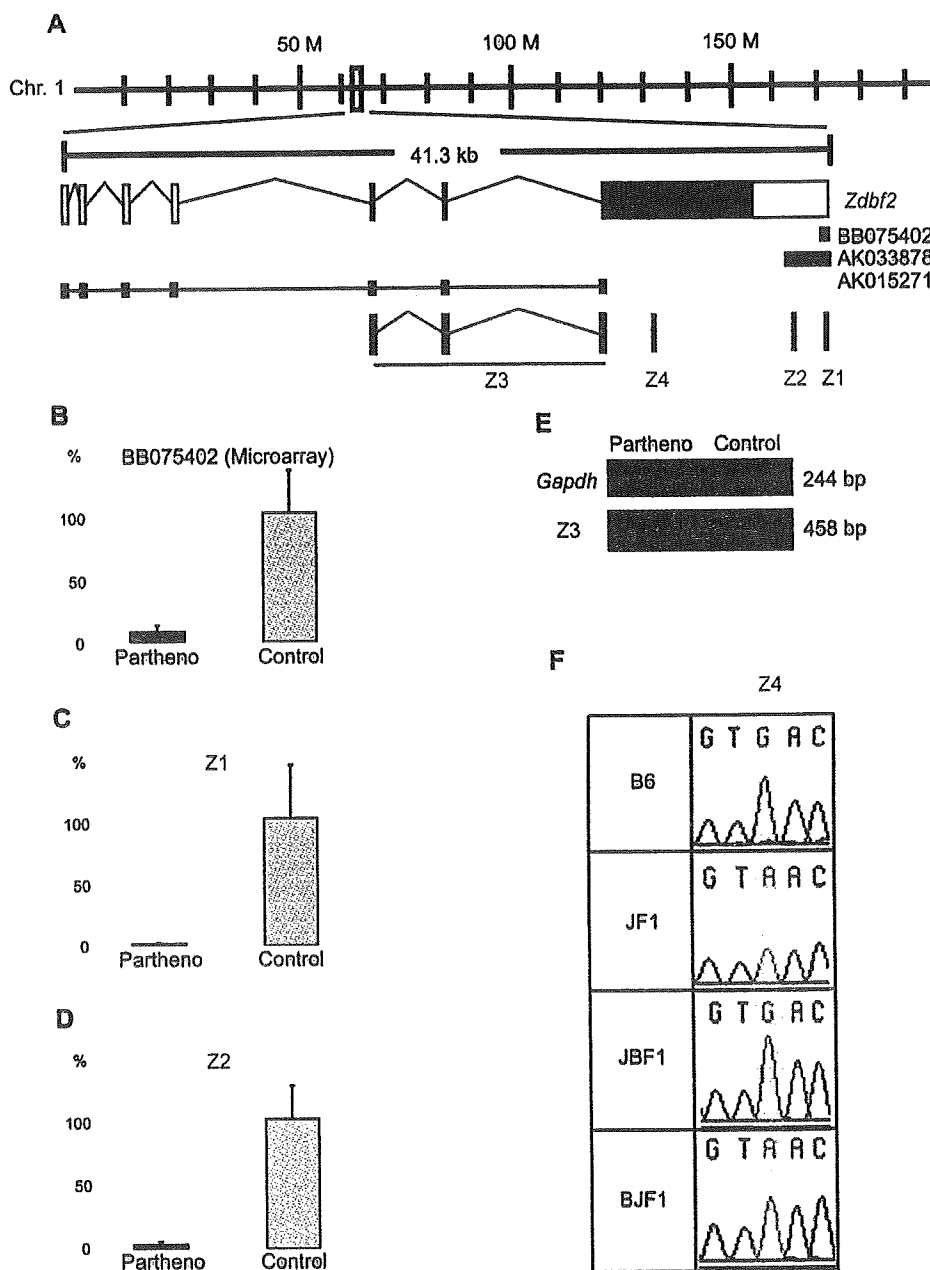 A
50 M 100 M 150 M
Chr. 1
41.3 kb
Zdbf2
BB075402
AK033878
AK015271
Z3 Z4 Z2 Z1
B
%
BB075402 (Microarray)
100
50
0
Partheno Control
C
%
Z1
100
50
0
Partheno Control
D
%
Z2
100
50
0
Partheno Control
E
Partheno Control
Gapdh 244 bp
Z3 458 bp
F
Z4
B6 G T G A C
JF1 G T A A C
JBF1 G T G A C
BJF1 G T A A C